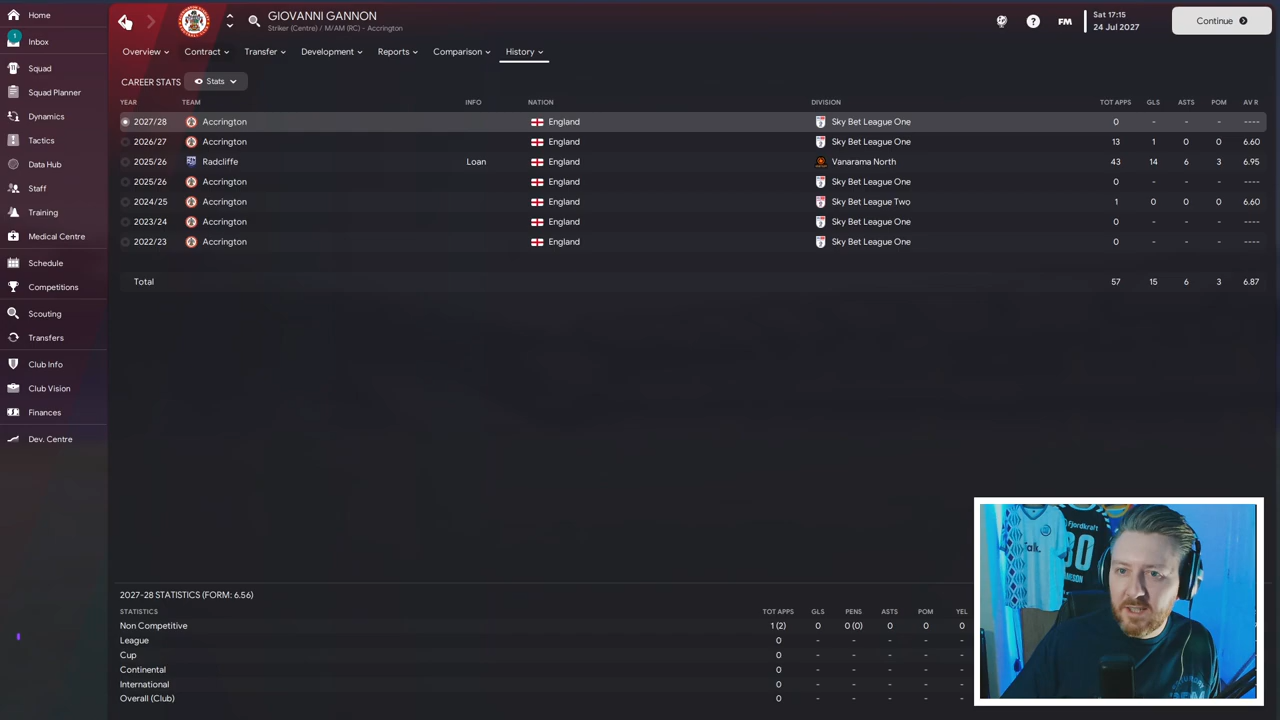 Home
1
Inbox
Squad
Squad Planner
Dynamics
Tactics
Data Hub
Staff
Training
Medical Centre
Schedule
Competitions
Scouting
Transfers
Club Info
Club Vision
Finances
Dev. Centre
GIOVANNI GANNON
Striker (Centre) / M/AM (RC) - Accrington
? FM
Sat 17:15
24 Jul 2027
Continue
Overview Contract Transfer Development Reports Comparison History
CAREER STATS Stats
YEAR TEAM INFO NATION DIVISION TOT APPS GLS ASTS POM AV R
2027/28 Accrington England Sky Bet League One 0 - - - ----
2026/27 Accrington England Sky Bet League One 13 1 0 0 6.60
2025/26 Radcliffe Loan England Vanarama North 43 14 6 3 6.95
2025/26 Accrington England Sky Bet League One 0 - - - ----
2024/25 Accrington England Sky Bet League Two 1 0 0 0 6.60
2023/24 Accrington England Sky Bet League One 0 - - - ----
2022/23 Accrington England Sky Bet League One 0 - - - ----
Total 57 15 6 3 6.87
2027-28 STATISTICS (FORM: 6.56)
STATISTICS TOT APPS GLS PENS ASTS POM YEL
Non Competitive 1 (2) 0 0 (0) 0 0 0
League 0 - - - - -
Cup 0 - - - - -
Continental 0 - - - - -
International 0 - - - - -
Overall (Club) 0 - - - - -
Fjordkraft
80